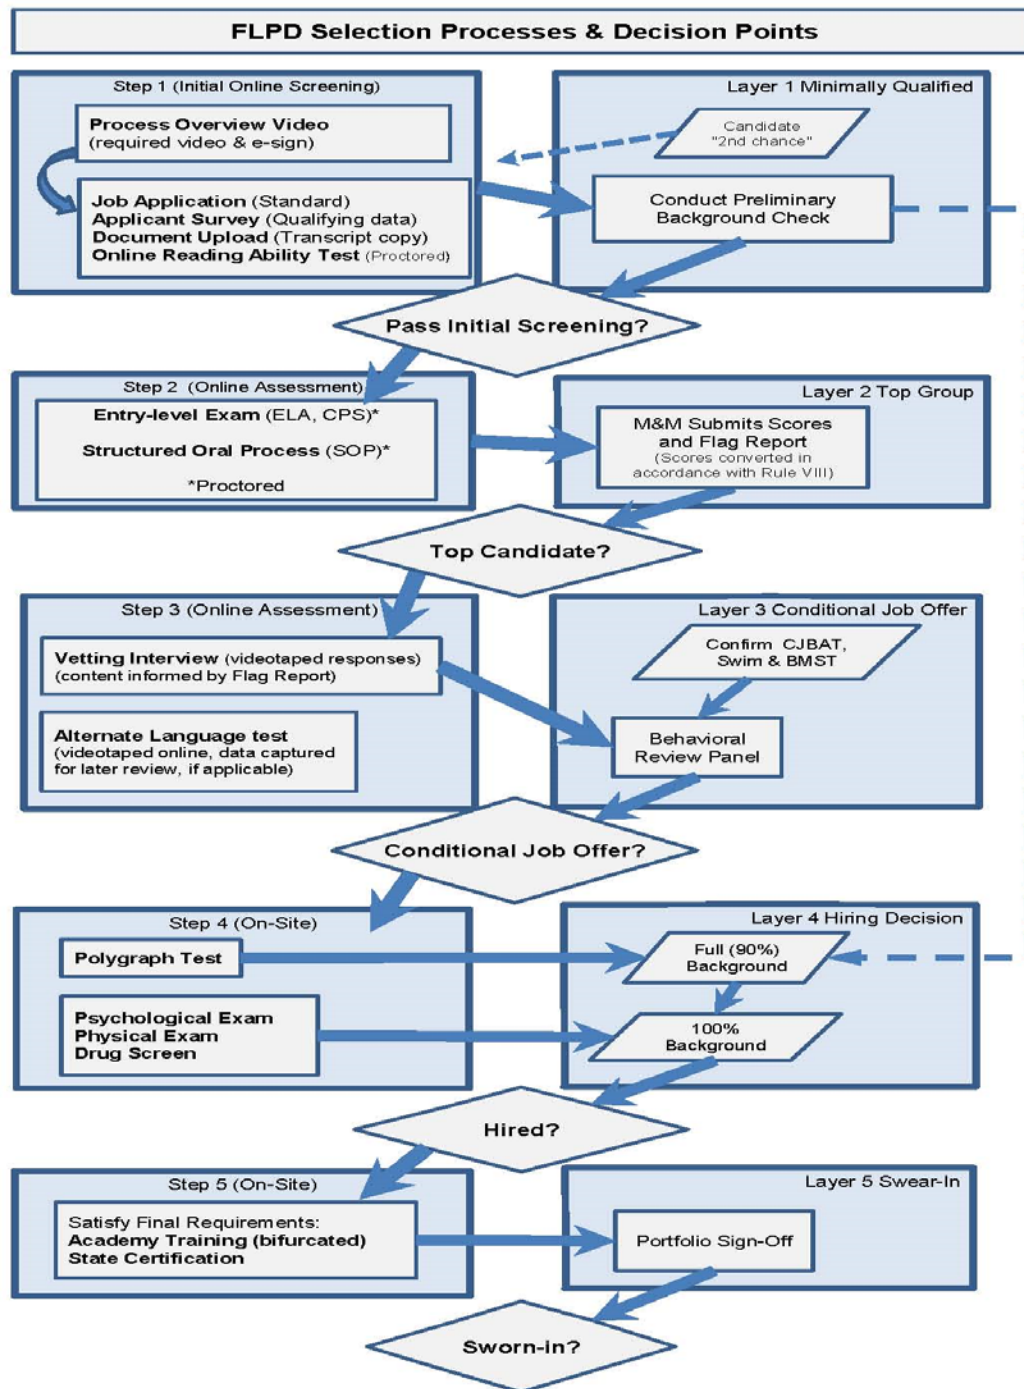 FLPD Selection Processes & Decision Points
Step 1 (Initial Online Screening)
Process Overview Video
(required video & e-sign)
Job Application (Standard)
Applicant Survey (Qualifying data)
Document Upload (Transcript copy)
Online Reading Ability Test (Proctored)
Layer 1 Minimally Qualified
Candidate
"2nd chance"
Conduct Preliminary
Background Check
Pass Initial Screening?
Step 2 (Online Assessment)
Entry-level Exam (ELA, CPS)*
Structured Oral Process (SOP)*
*Proctored
Layer 2 Top Group
M&M Submits Scores
and Flag Report
(Scores converted in
accordance with Rule VIII)
Top Candidate?
Step 3 (Online Assessment)
Vetting Interview (videotaped responses)
(content informed by Flag Report)
Alternate Language test
(videotaped online, data captured
for later review, if applicable)
Layer 3 Conditional Job Offer
Confirm CJBAT,
Swim & BMST
Behavioral
Review Panel
Conditional Job Offer?
Step 4 (On-Site)
Polygraph Test
Psychological Exam
Physical Exam
Drug Screen
Layer 4 Hiring Decision
Full (90%)
Background
100%
Background
Hired?
Step 5 (On-Site)
Satisfy Final Requirements:
Academy Training (bifurcated)
State Certification
Layer 5 Swear-In
Portfolio Sign-Off
Sworn-in?